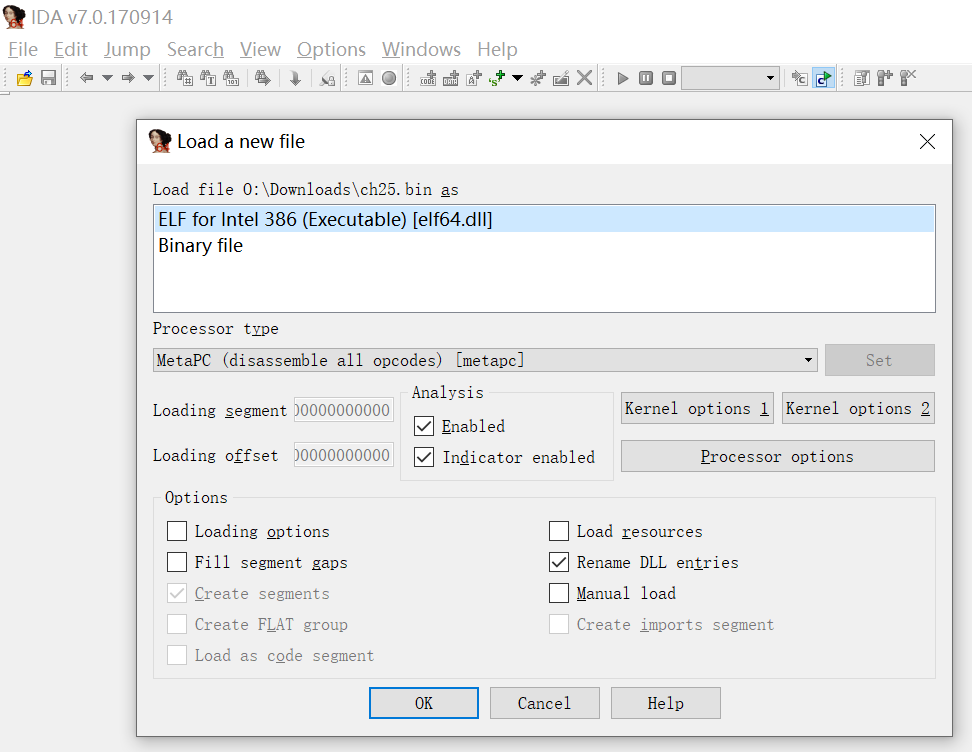 IDA v7.0.170914
File Edit Jump Search View Options Windows Help
Load a new file
Load file O:\Downloads\ch25.bin as
ELF for Intel 386 (Executable) [elf64.dll]
Binary file
Processor type
MetaPC (disassemble all opcodes) [metapc]
Set
Analysis
Loading segment 00000000000
Enabled
Kernel options 1
Kernel options 2
Loading offset 00000000000
Indicator enabled
Processor options
Options
Loading options
Load resources
Fill segment gaps
Rename DLL entries
Create segments
Manual load
Create FLAT group
Create imports segment
Load as code segment
OK
Cancel
Help